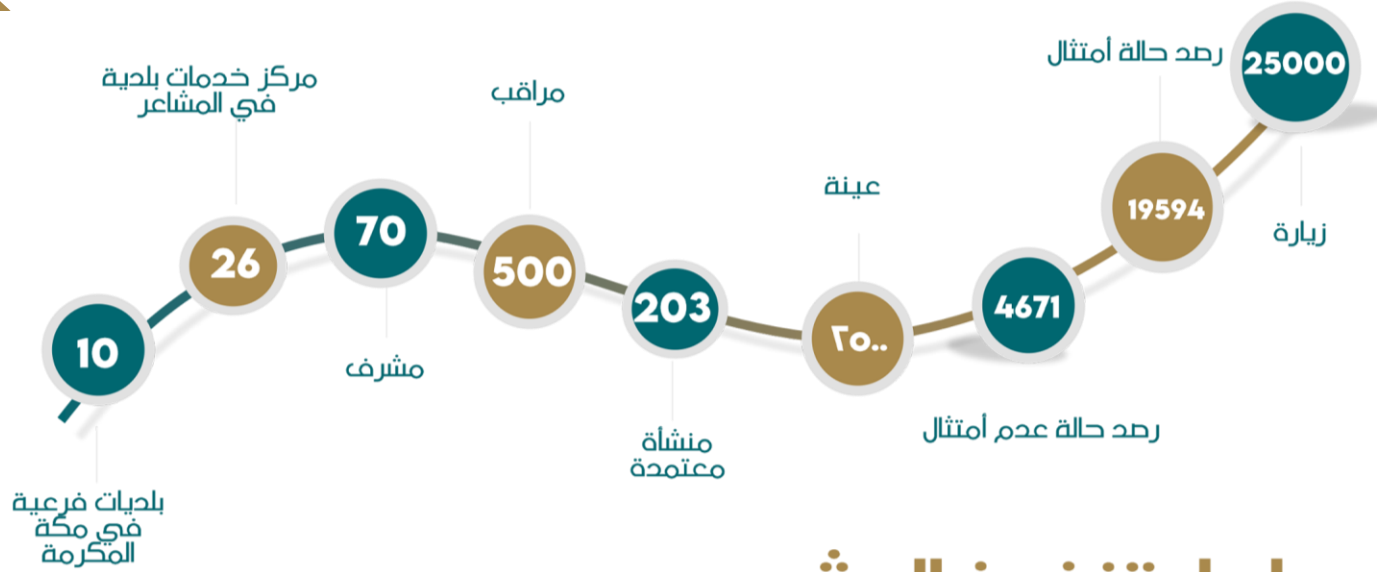 25000
زيارة
رصد حالة أمتثال
19594
4671
رصد حالة عدم أمتثال
عينة
٢٥٠٠
203
منشأة
معتمدة
مراقب
500
70
مشرف
مركز خدمات بلدية
في المشاعر
26
10
بلديات فرعية
في مكة
المكرمة